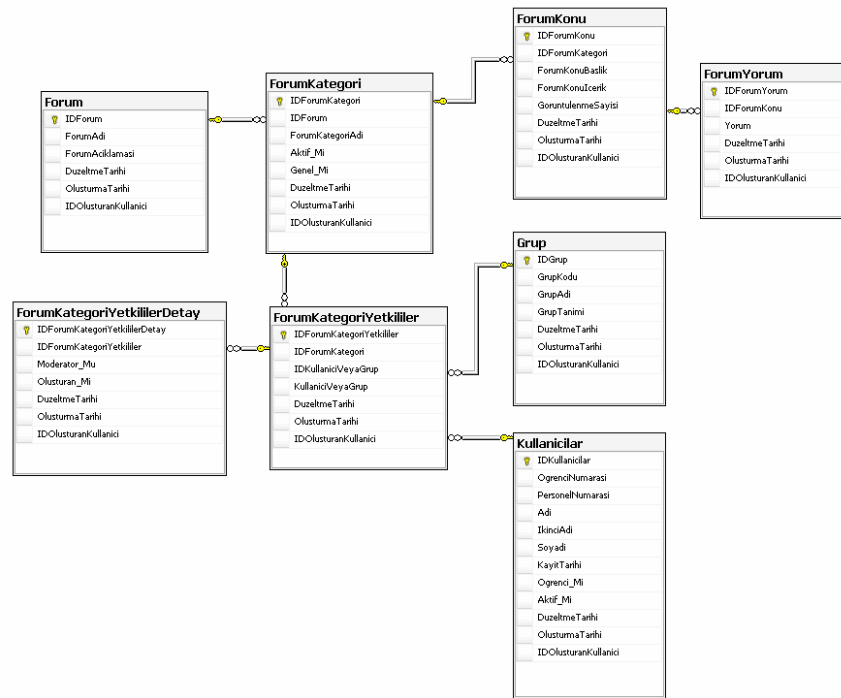 Forum
IDForum
ForumAdi
ForumAciklamasi
DuzeltmeTarihi
OlusturmaTarihi
IDOlusturanKullanici
ForumKategori
IDForumKategori
IDForum
ForumKategoriAdi
Aktif_Mi
Genel_Mi
DuzeltmeTarihi
OlusturmaTarihi
IDOlusturanKullanici
ForumKonu
IDForumKonu
IDForumKategori
ForumKonuBaslik
ForumKonuIcerik
GoruntulenmeSayisi
DuzeltmeTarihi
OlusturmaTarihi
IDOlusturanKullanici
ForumYorum
IDForumYorum
IDForumKonu
Yorum
DuzeltmeTarihi
OlusturmaTarihi
IDOlusturanKullanici
ForumKategoriYetkililerDetay
IDForumKategoriYetkililerDetay
IDForumKategoriYetkililer
Moderator_Mu
Olusturan_Mi
DuzeltmeTarihi
OlusturmaTarihi
IDOlusturanKullanici
ForumKategoriYetkililer
IDForumKategoriYetkililer
IDForumKategori
IDKullaniciVeyaGrup
KullaniciVeyaGrup
DuzeltmeTarihi
OlusturmaTarihi
IDOlusturanKullanici
Grup
IDGrup
GrupKodu
GrupAdi
GrupTanimi
DuzeltmeTarihi
OlusturmaTarihi
IDOlusturanKullanici
Kullanicilar
IDKullanicilar
OgrenciNumarasi
PersonelNumarasi
Adi
IkinciAdi
Soyadi
KayitTarihi
Ogrenci_Mi
Aktif_Mi
DuzeltmeTarihi
OlusturmaTarihi
IDOlusturanKullanici